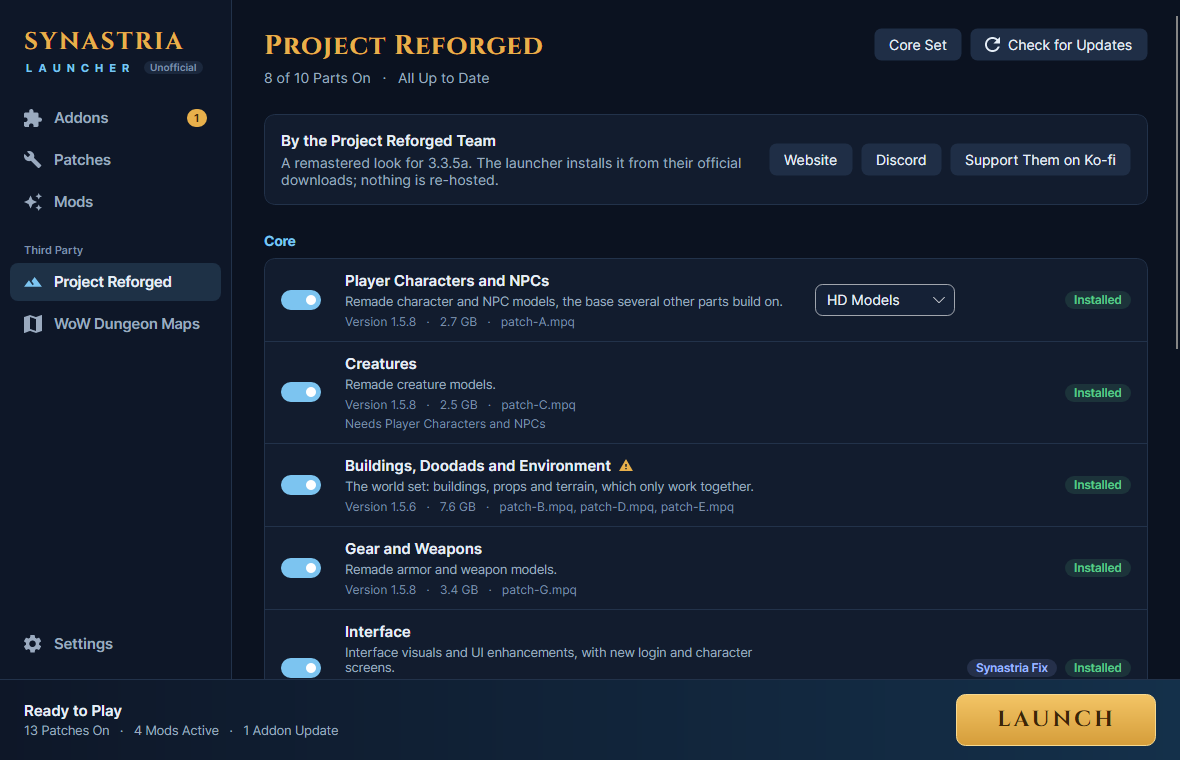 SYNASTRIA
LAUNCHER Unofficial
Addons 1
Patches
Mods
Third Party
Project Reforged
WoW Dungeon Maps
Settings
Project Reforged
8 of 10 Parts On · All Up to Date
Core Set
Check for Updates
By the Project Reforged Team
A remastered look for 3.3.5a. The launcher installs it from their official
downloads; nothing is re-hosted.
Website
Discord
Support Them on Ko-fi
Core
Player Characters and NPCs
Remade character and NPC models, the base several other parts build on.
Version 1.5.8 · 2.7 GB · patch-A.mpq
HD Models
Installed
Creatures
Remade creature models.
Version 1.5.8 · 2.5 GB · patch-C.mpq
Needs Player Characters and NPCs
Installed
Buildings, Doodads and Environment
The world set: buildings, props and terrain, which only work together.
Version 1.5.6 · 7.6 GB · patch-B.mpq, patch-D.mpq, patch-E.mpq
Installed
Gear and Weapons
Remade armor and weapon models.
Version 1.5.8 · 3.4 GB · patch-G.mpq
Installed
Interface
Interface visuals and UI enhancements, with new login and character
screens.
Synastria Fix
Installed
Ready to Play
13 Patches On · 4 Mods Active · 1 Addon Update
LAUNCH